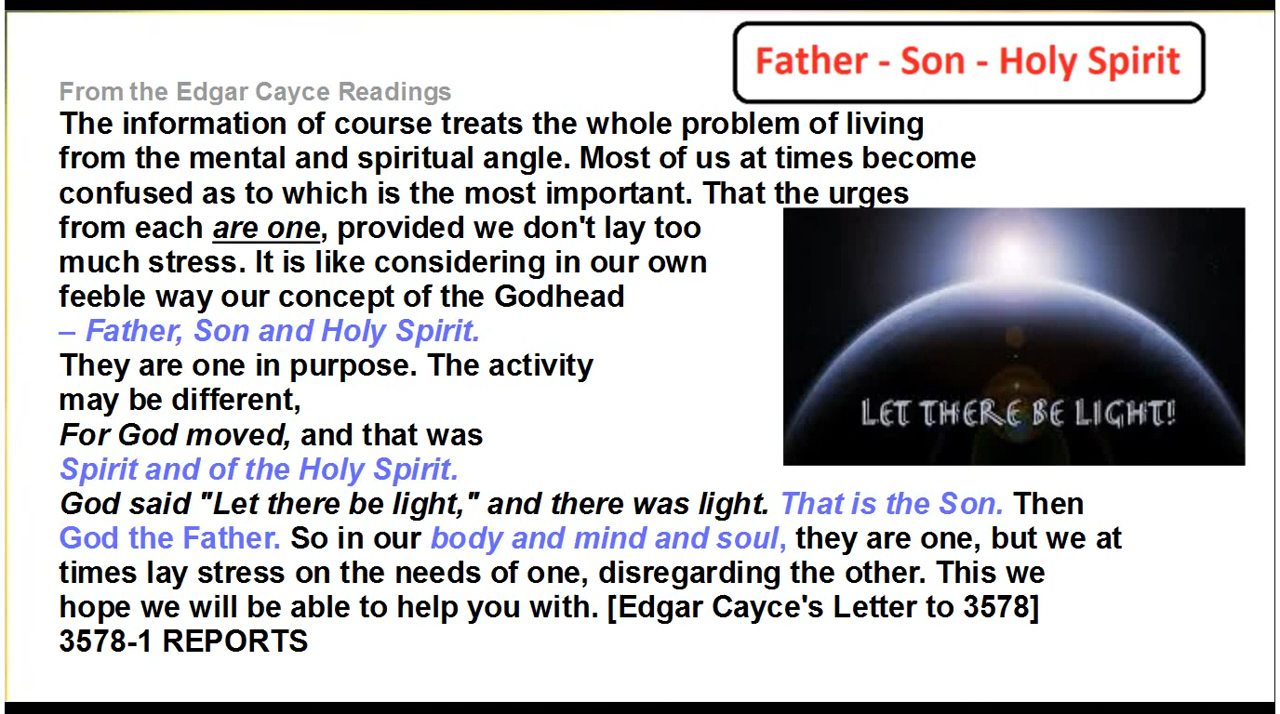 Father - Son - Holy Spirit
From the Edgar Cayce Readings
The information of course treats the whole problem of living
from the mental and spiritual angle. Most of us at times become
confused as to which is the most important. That the urges
from each are one, provided we don't lay too
much stress. It is like considering in our own
feeble way our concept of the Godhead
– Father, Son and Holy Spirit.
They are one in purpose. The activity
may be different,
For God moved, and that was
Spirit and of the Holy Spirit.
LET THERE BE LIGHT!
God said "Let there be light," and there was light. That is the Son. Then
God the Father. So in our body and mind and soul, they are one, but we at
times lay stress on the needs of one, disregarding the other. This we
hope we will be able to help you with. [Edgar Cayce's Letter to 3578]
3578-1 REPORTS